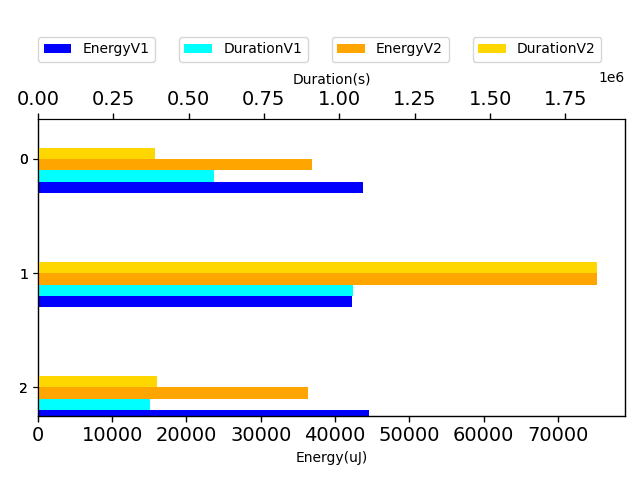 EnergyV1 DurationV1 EnergyV2 DurationV2
Duration(s)
1e6
0.00 0.25 0.50 0.75 1.00 1.25 1.50 1.75
0
1
2
0 10000 20000 30000 40000 50000 60000 70000
Energy(uJ)